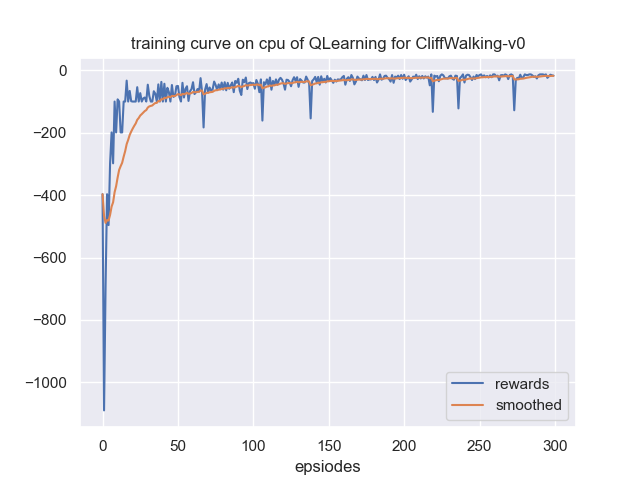 training curve on cpu of QLearning for CliffWalking-v0
0
−200
−400
−600
−800
−1000
rewards
smoothed
0 50 100 150 200 250 300
epsiodes